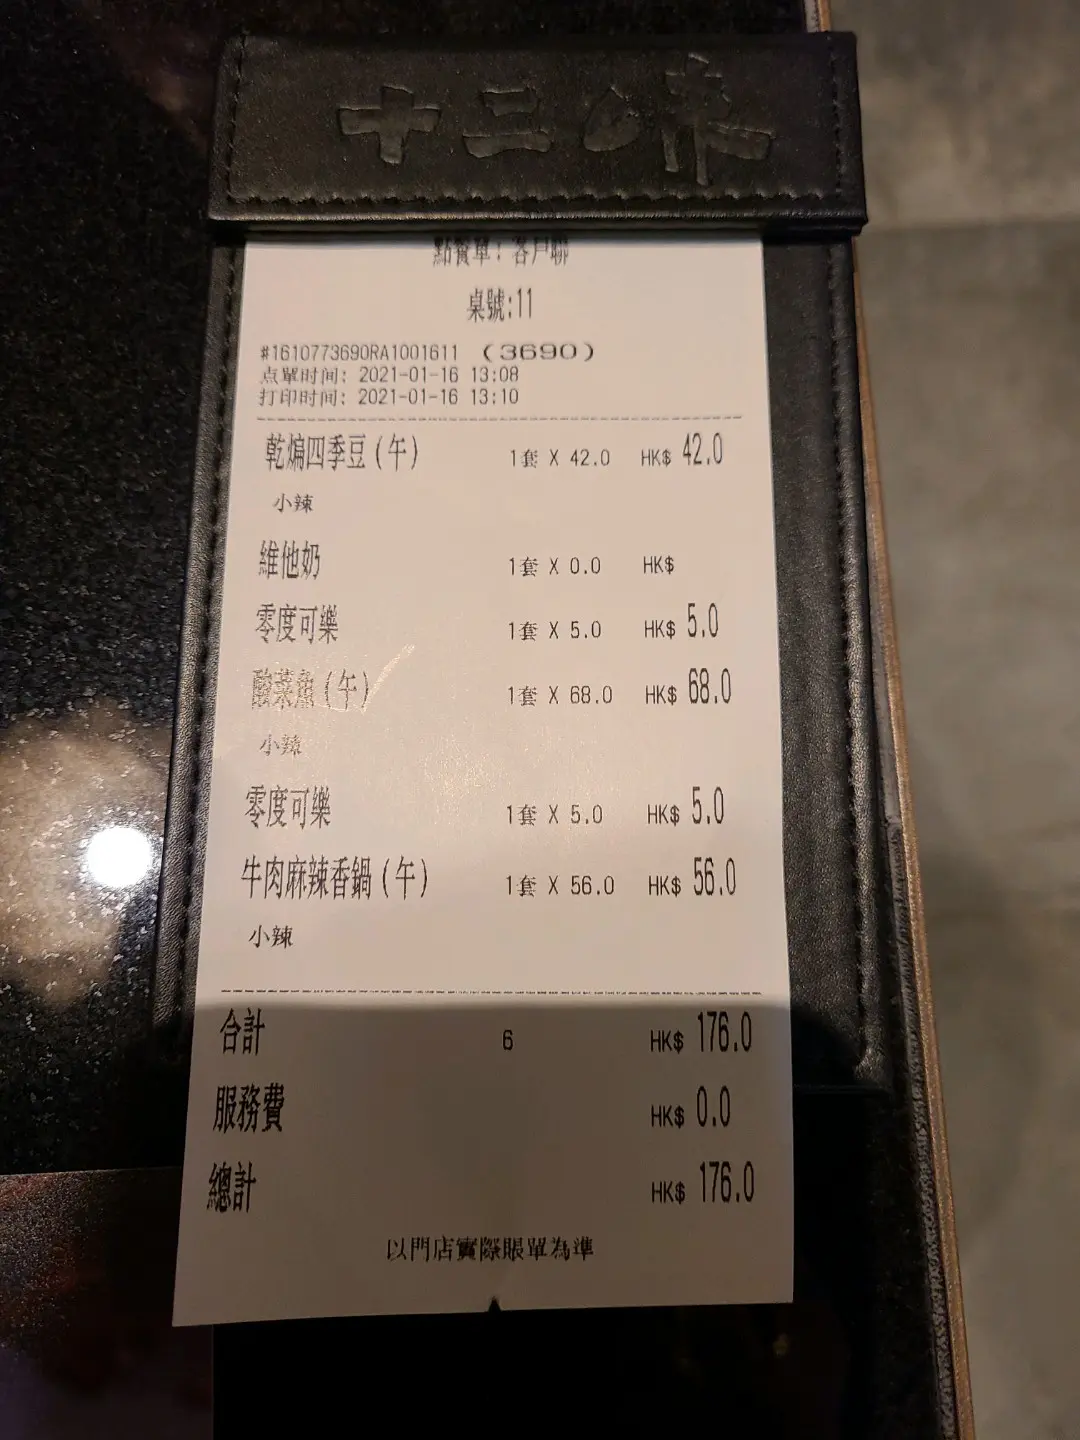 十二味
點餐單：客戶聯
桌號:11
#1610773690RA1001611 (3690)
点單时间: 2021-01-16 13:08
打印时间: 2021-01-16 13:10
乾煸四季豆(午) 1套 X 42.0 HK$ 42.0
小辣
維他奶 1套 X 0.0 HK$
零度可樂 1套 X 5.0 HK$ 5.0
酸菜魚(午) 1套 X 68.0 HK$ 68.0
小辣
零度可樂 1套 X 5.0 HK$ 5.0
牛肉麻辣香鍋(午) 1套 X 56.0 HK$ 56.0
小辣
合計 6 HK$ 176.0
服務費 HK$ 0.0
總計 HK$ 176.0
以門店實際賬單為準